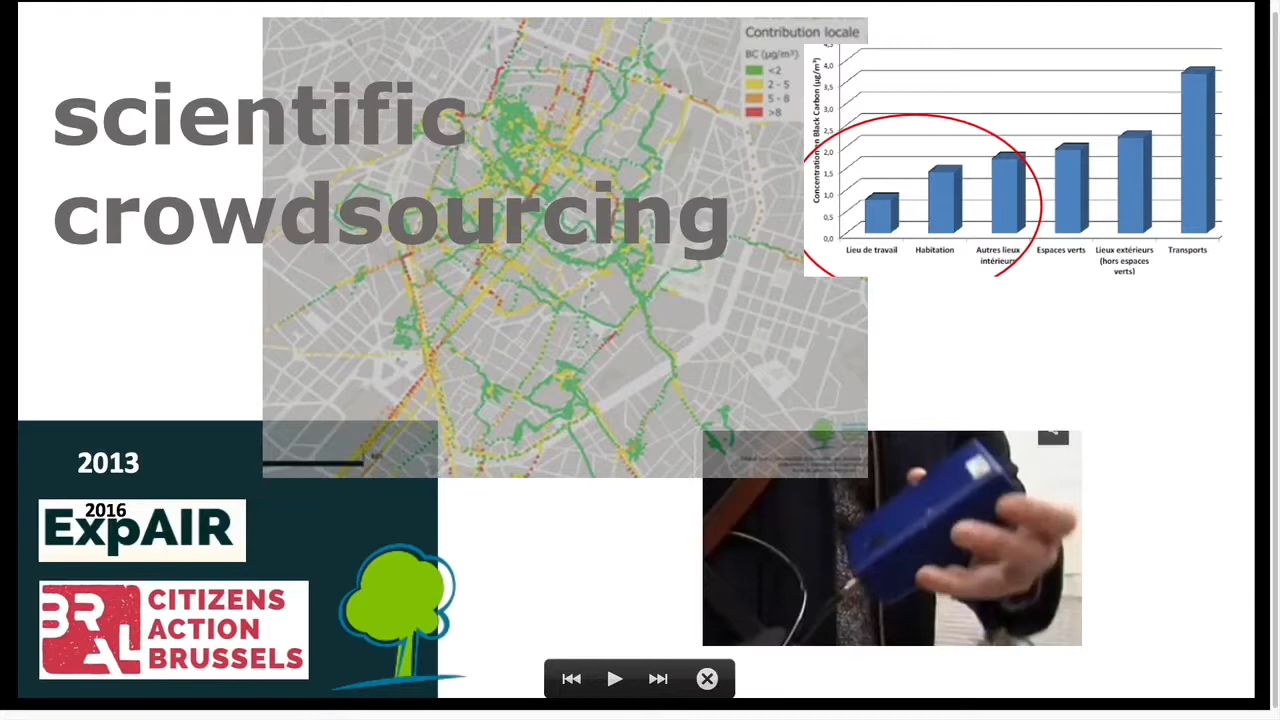 scientific
crowdsourcing
Contribution locale
BC (µg/m³)
<2
2 - 5
5 - 8
>8
Concentration en Black Carbon (µg/m³)
4,5
4,0
3,5
3,0
2,5
2,0
1,5
1,0
0,5
0,0
Lieu de travail
Habitation
Autres lieux
intérieurs
Espaces verts
Lieux extérieurs
(hors espaces
verts)
Transports
2013
2016
ExpAIR
BRAL
CITIZENS
ACTION
BRUSSELS